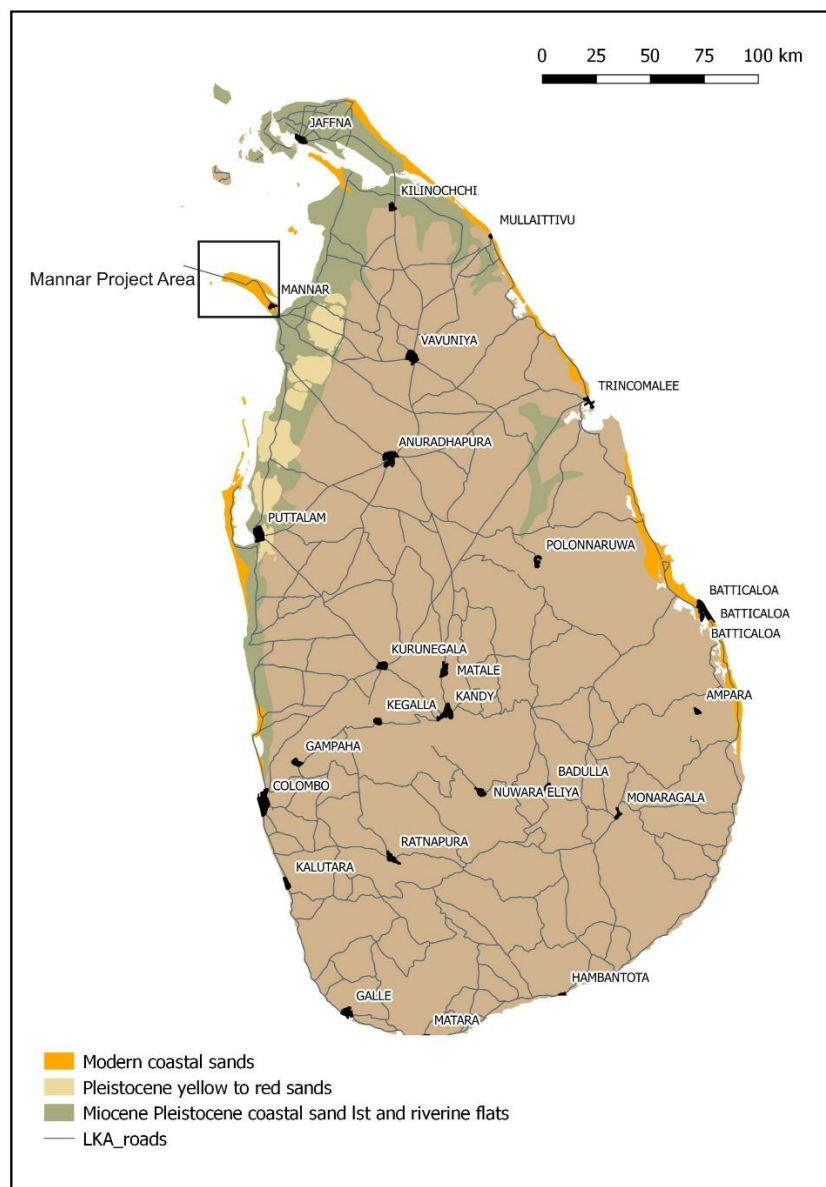 0 25 50 75 100 km
JAFFNA
KILINOCHCHI
MULLAITTIVU
Mannar Project Area
MANNAR
VAVUNIYA
TRINCOMALEE
ANURADHAPURA
PUTTALAM
POLONNARUWA
BATTICALOA
BATTICALOA
BATTICALOA
KURUNEGALA
MATALE
AMPARA
KEGALLA
KANDY
GAMPAHA
BADULLA
COLOMBO
NUWARA ELIYA
MONARAGALA
RATNAPURA
KALUTARA
HAMBANTOTA
GALLE
MATARA
Modern coastal sands
Pleistocene yellow to red sands
Miocene Pleistocene coastal sand lst and riverine flats
LKA_roads